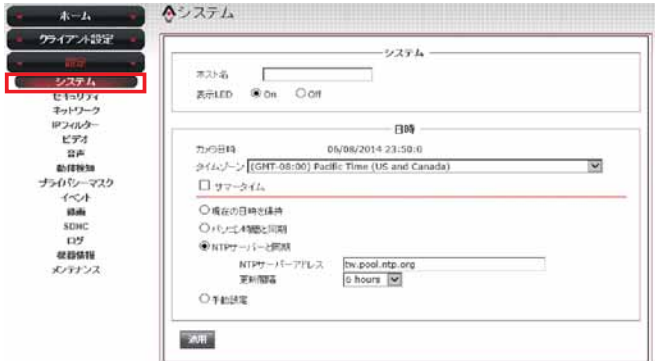 ホーム
クライアント設定
設定
システム
セキュリティ
ネットワーク
IPフィルター
ビデオ
音声
動体検知
プライバシーマスク
イベント
録画
SDHC
ログ
機器情報
メンテナンス
システム
システム
ホスト名
表示LED On Off
日時
カメラ日時 06/08/2014 23:50:0
タイムゾーン (GMT-08:00) Pacific Time (US and Canada)
サマータイム
現在の日時を保持
パソコン時間と同期
NTPサーバーと同期
NTPサーバーアドレス tw.pool.ntp.org
更新間隔 6 hours
手動設定
適用